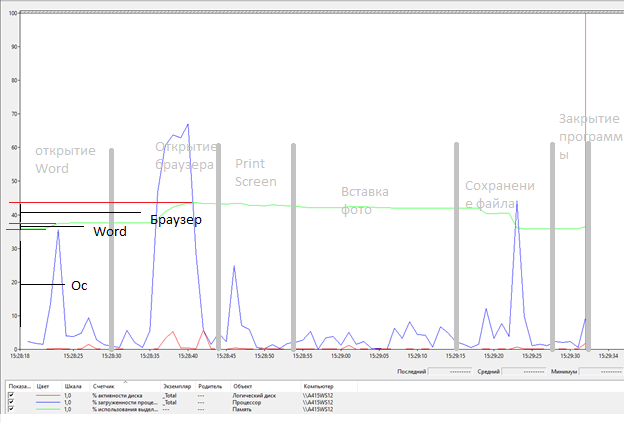 100
90
80
70
60
50
40
30
20
10
0
открытие
Word
Открытие
браузера
Print
Screen
Вставка
фото
Сохранени
е файла
Закрытие
программ
ы
Браузер
Word
Ос
15:28:18 15:28:25 15:28:30 15:28:35 15:28:40 15:28:45 15:28:50 15:28:55 15:29:00 15:29:05 15:29:10 15:29:15 15:29:20 15:29:25 15:29:30 15:29:34
Последний ---------- Средний ---------- Минимум ----------
Показа... Цвет Шкала Счетчик Экземпляр Родитель Объект Компьютер
1,0 % активности диска _Total --- Логический диск \\A415WS12
1,0 % загруженности проце... _Total --- Процессор \\A415WS12
1,0 % использования выдел... --- --- Память \\A415WS12